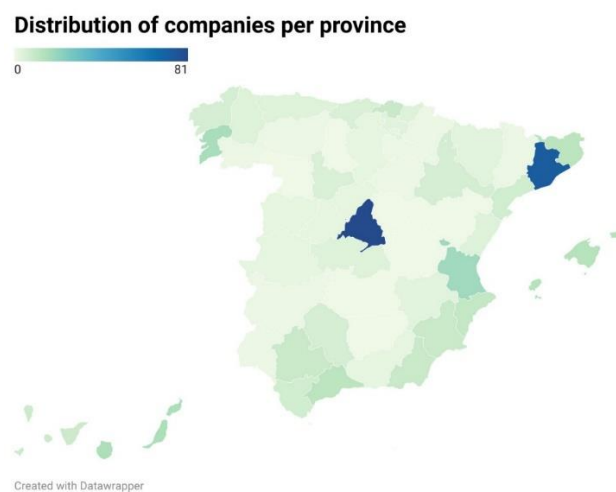 Distribution of companies per province
0 81
Created with Datawrapper